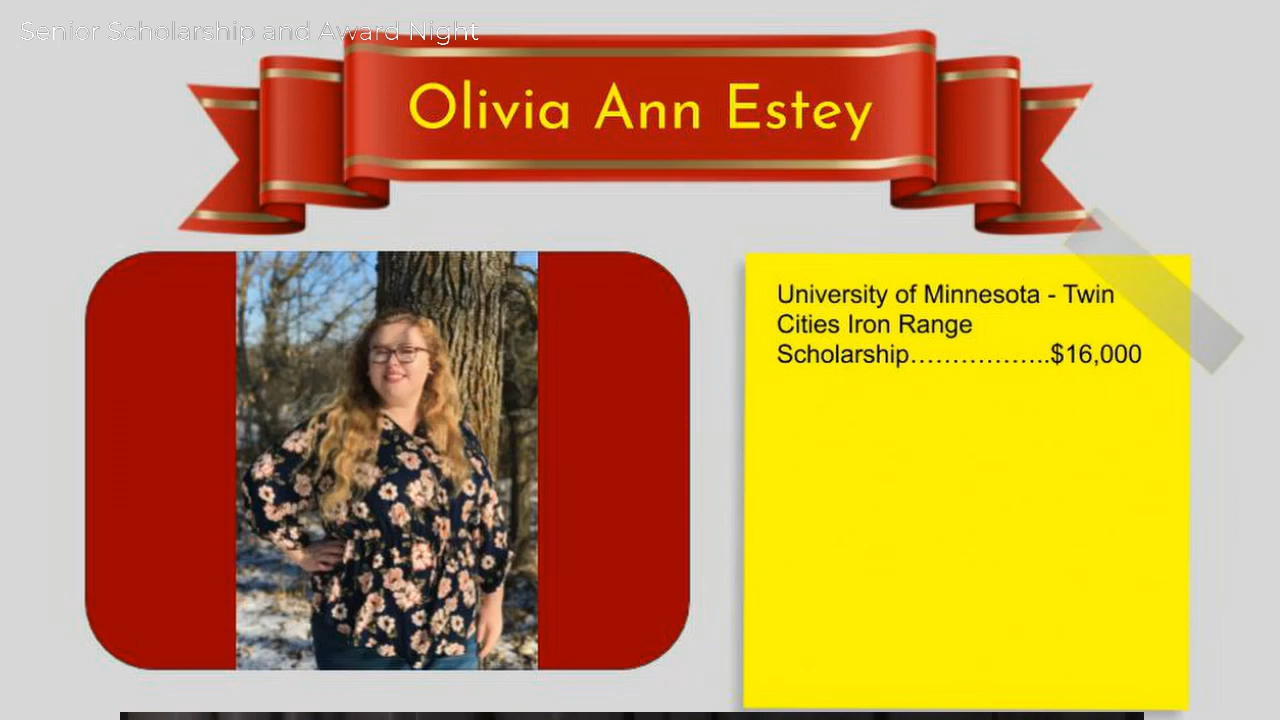 Senior Scholarship and Award Night
Olivia Ann Estey
University of Minnesota - Twin
Cities Iron Range
Scholarship……………..$16,000